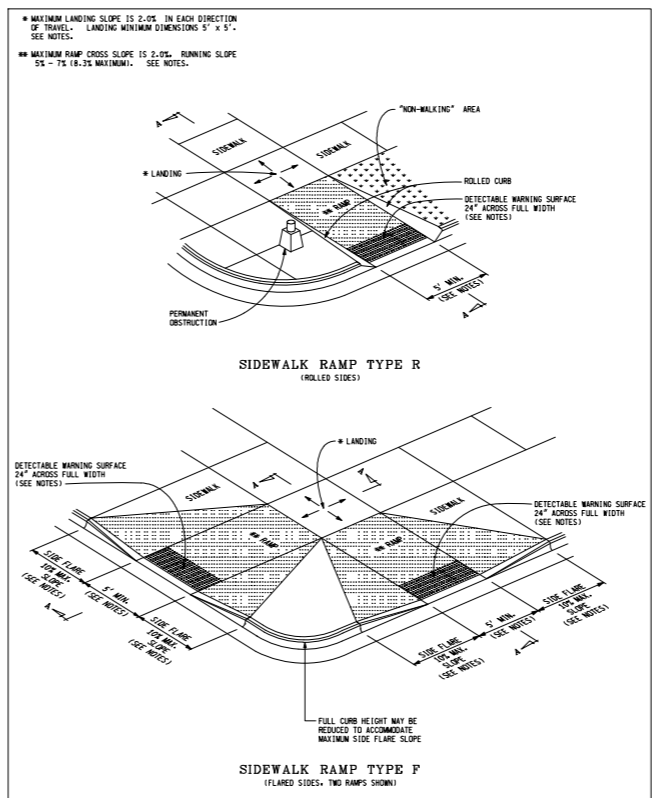 * MAXIMUM LANDING SLOPE IS 2.0% IN EACH DIRECTION
OF TRAVEL. LANDING MINIMUM DIMENSIONS 5' x 5'.
SEE NOTES.
** MAXIMUM RAMP CROSS SLOPE IS 2.0%. RUNNING SLOPE
5% - 7% (8.3% MAXIMUM). SEE NOTES.
"NON-WALKING" AREA
A
SIDEWALK
SIDEWALK
* LANDING
ROLLED CURB
** RAMP
DETECTABLE WARNING SURFACE
24" ACROSS FULL WIDTH
(SEE NOTES)
5' MIN.
(SEE NOTES)
A
PERMANENT
OBSTRUCTION
SIDEWALK RAMP TYPE R
(ROLLED SIDES)
* LANDING
DETECTABLE WARNING SURFACE
24" ACROSS FULL WIDTH
(SEE NOTES)
A
A
SIDEWALK
SIDEWALK
DETECTABLE WARNING SURFACE
24" ACROSS FULL WIDTH
(SEE NOTES)
** RAMP
** RAMP
SIDE FLARE
10% MAX.
SLOPE
(SEE NOTES)
5' MIN.
(SEE NOTES)
SIDE FLARE
10% MAX.
SLOPE
(SEE NOTES)
A
SIDE FLARE
10% MAX.
SLOPE
(SEE NOTES)
5' MIN.
(SEE NOTES)
SIDE FLARE
10% MAX.
SLOPE
(SEE NOTES)
A
FULL CURB HEIGHT MAY BE
REDUCED TO ACCOMMODATE
MAXIMUM SIDE FLARE SLOPE
SIDEWALK RAMP TYPE F
(FLARED SIDES, TWO RAMPS SHOWN)